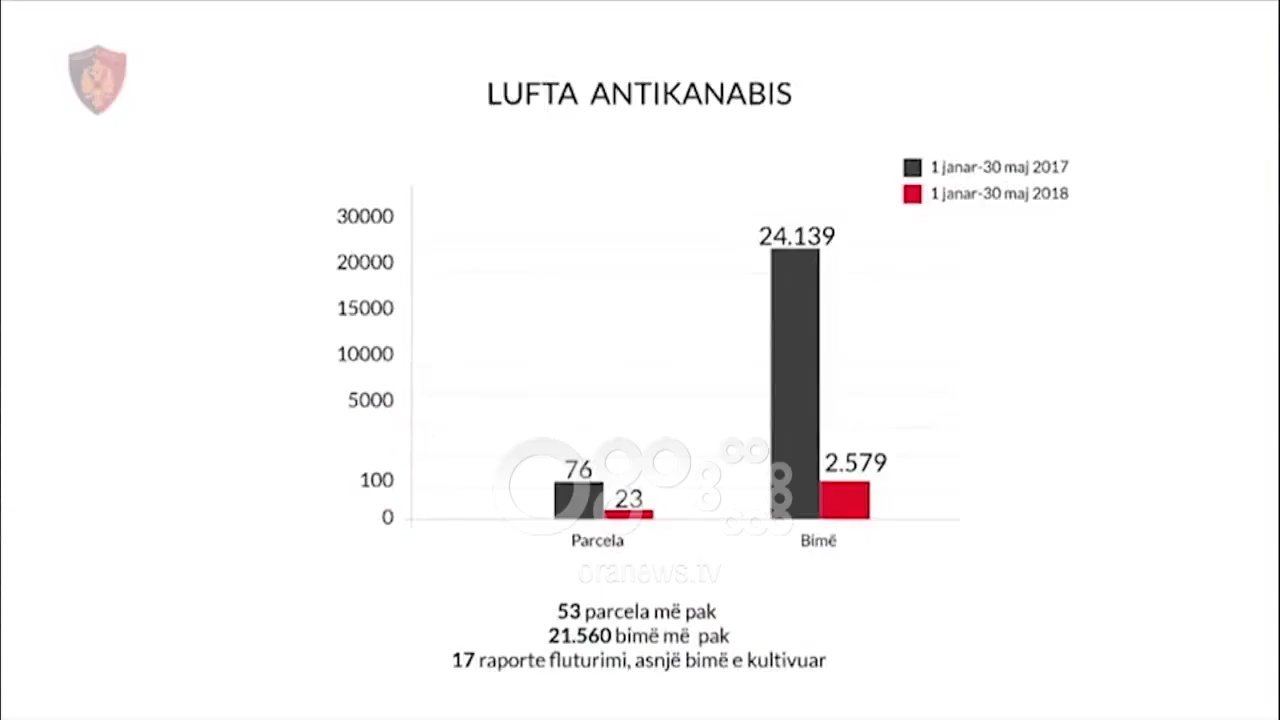 LUFTA ANTIKANABIS
1 janar-30 maj 2017
1 janar-30 maj 2018
30000
20000
15000
10000
5000
100
0
24.139
2.579
76
23
Parcela
Bimë
oranews.tv
53 parcela më pak
21.560 bimë më pak
17 raporte fluturimi, asnjë bimë e kultivuar